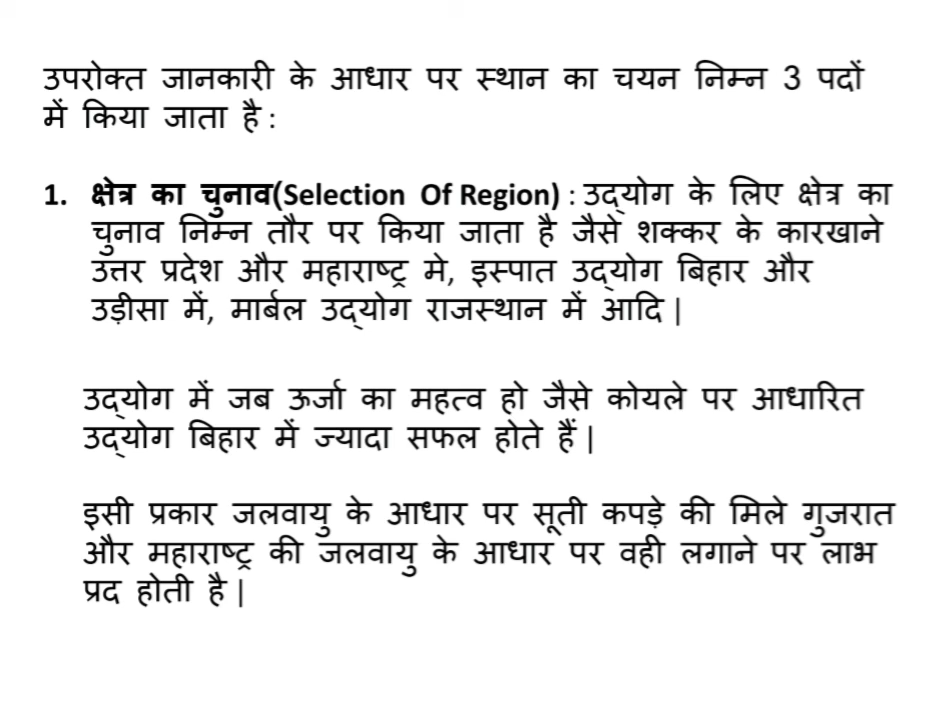 उपरोक्त जानकारी के आधार पर स्थान का चयन निम्न 3 पदों
में किया जाता है :
1. क्षेत्र का चुनाव(Selection Of Region) : उद्योग के लिए क्षेत्र का
चुनाव निम्न तौर पर किया जाता है जैसे शक्कर के कारखाने
उत्तर प्रदेश और महाराष्ट्र मे, इस्पात उद्योग बिहार और
उड़ीसा में, मार्बल उद्योग राजस्थान में आदि |
उद्योग में जब ऊर्जा का महत्व हो जैसे कोयले पर आधारित
उद्योग बिहार में ज्यादा सफल होते हैं |
इसी प्रकार जलवायु के आधार पर सूती कपड़े की मिले गुजरात
और महाराष्ट्र की जलवायु के आधार पर वही लगाने पर लाभ
प्रद होती है |